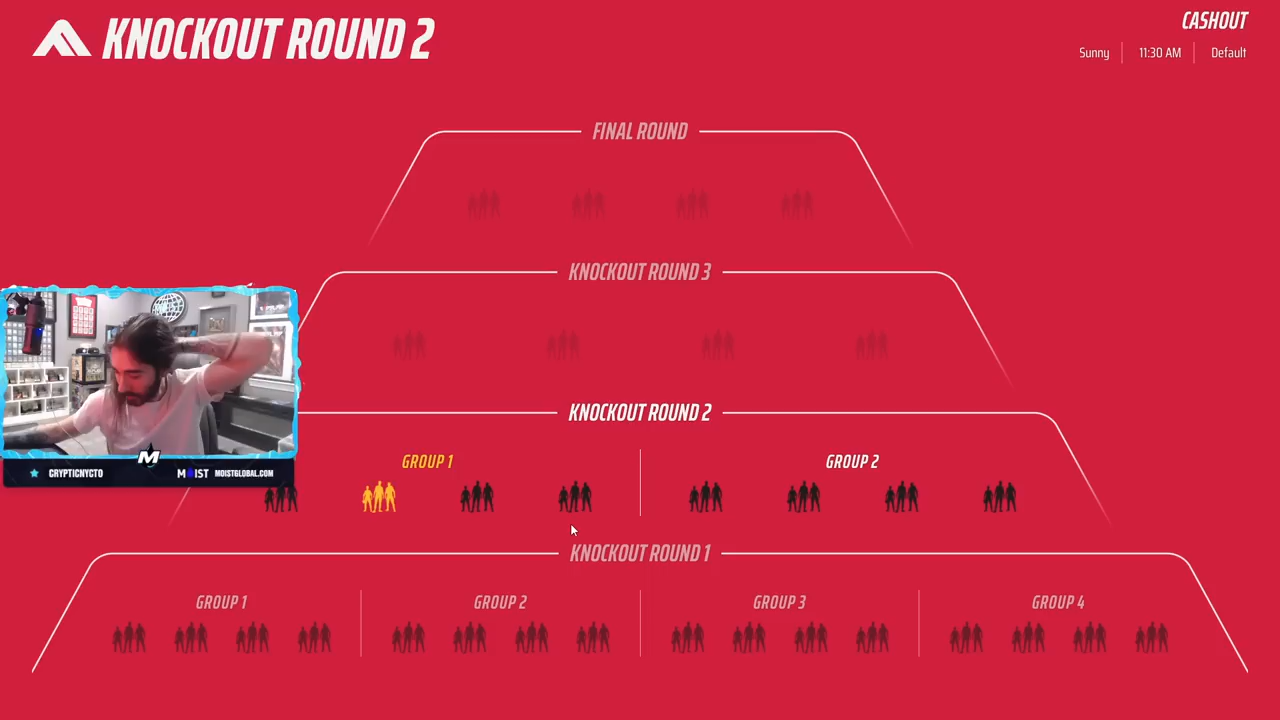 KNOCKOUT ROUND 2
CASHOUT
Sunny 11:30 AM Default
FINAL ROUND
KNOCKOUT ROUND 3
KNOCKOUT ROUND 2
GROUP 1 GROUP 2
M
CRYPTICNYCTO MOIST MOISTGLOBAL.COM
KNOCKOUT ROUND 1
GROUP 1 GROUP 2 GROUP 3 GROUP 4